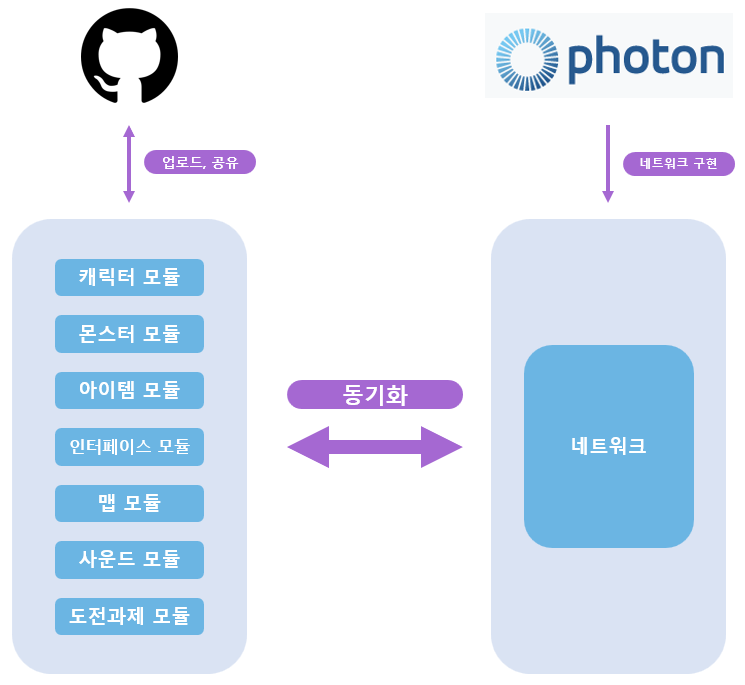 photon
업로드, 공유
네트워크 구현
캐릭터 모듈
몬스터 모듈
아이템 모듈
인터페이스 모듈
맵 모듈
사운드 모듈
도전과제 모듈
동기화
네트워크